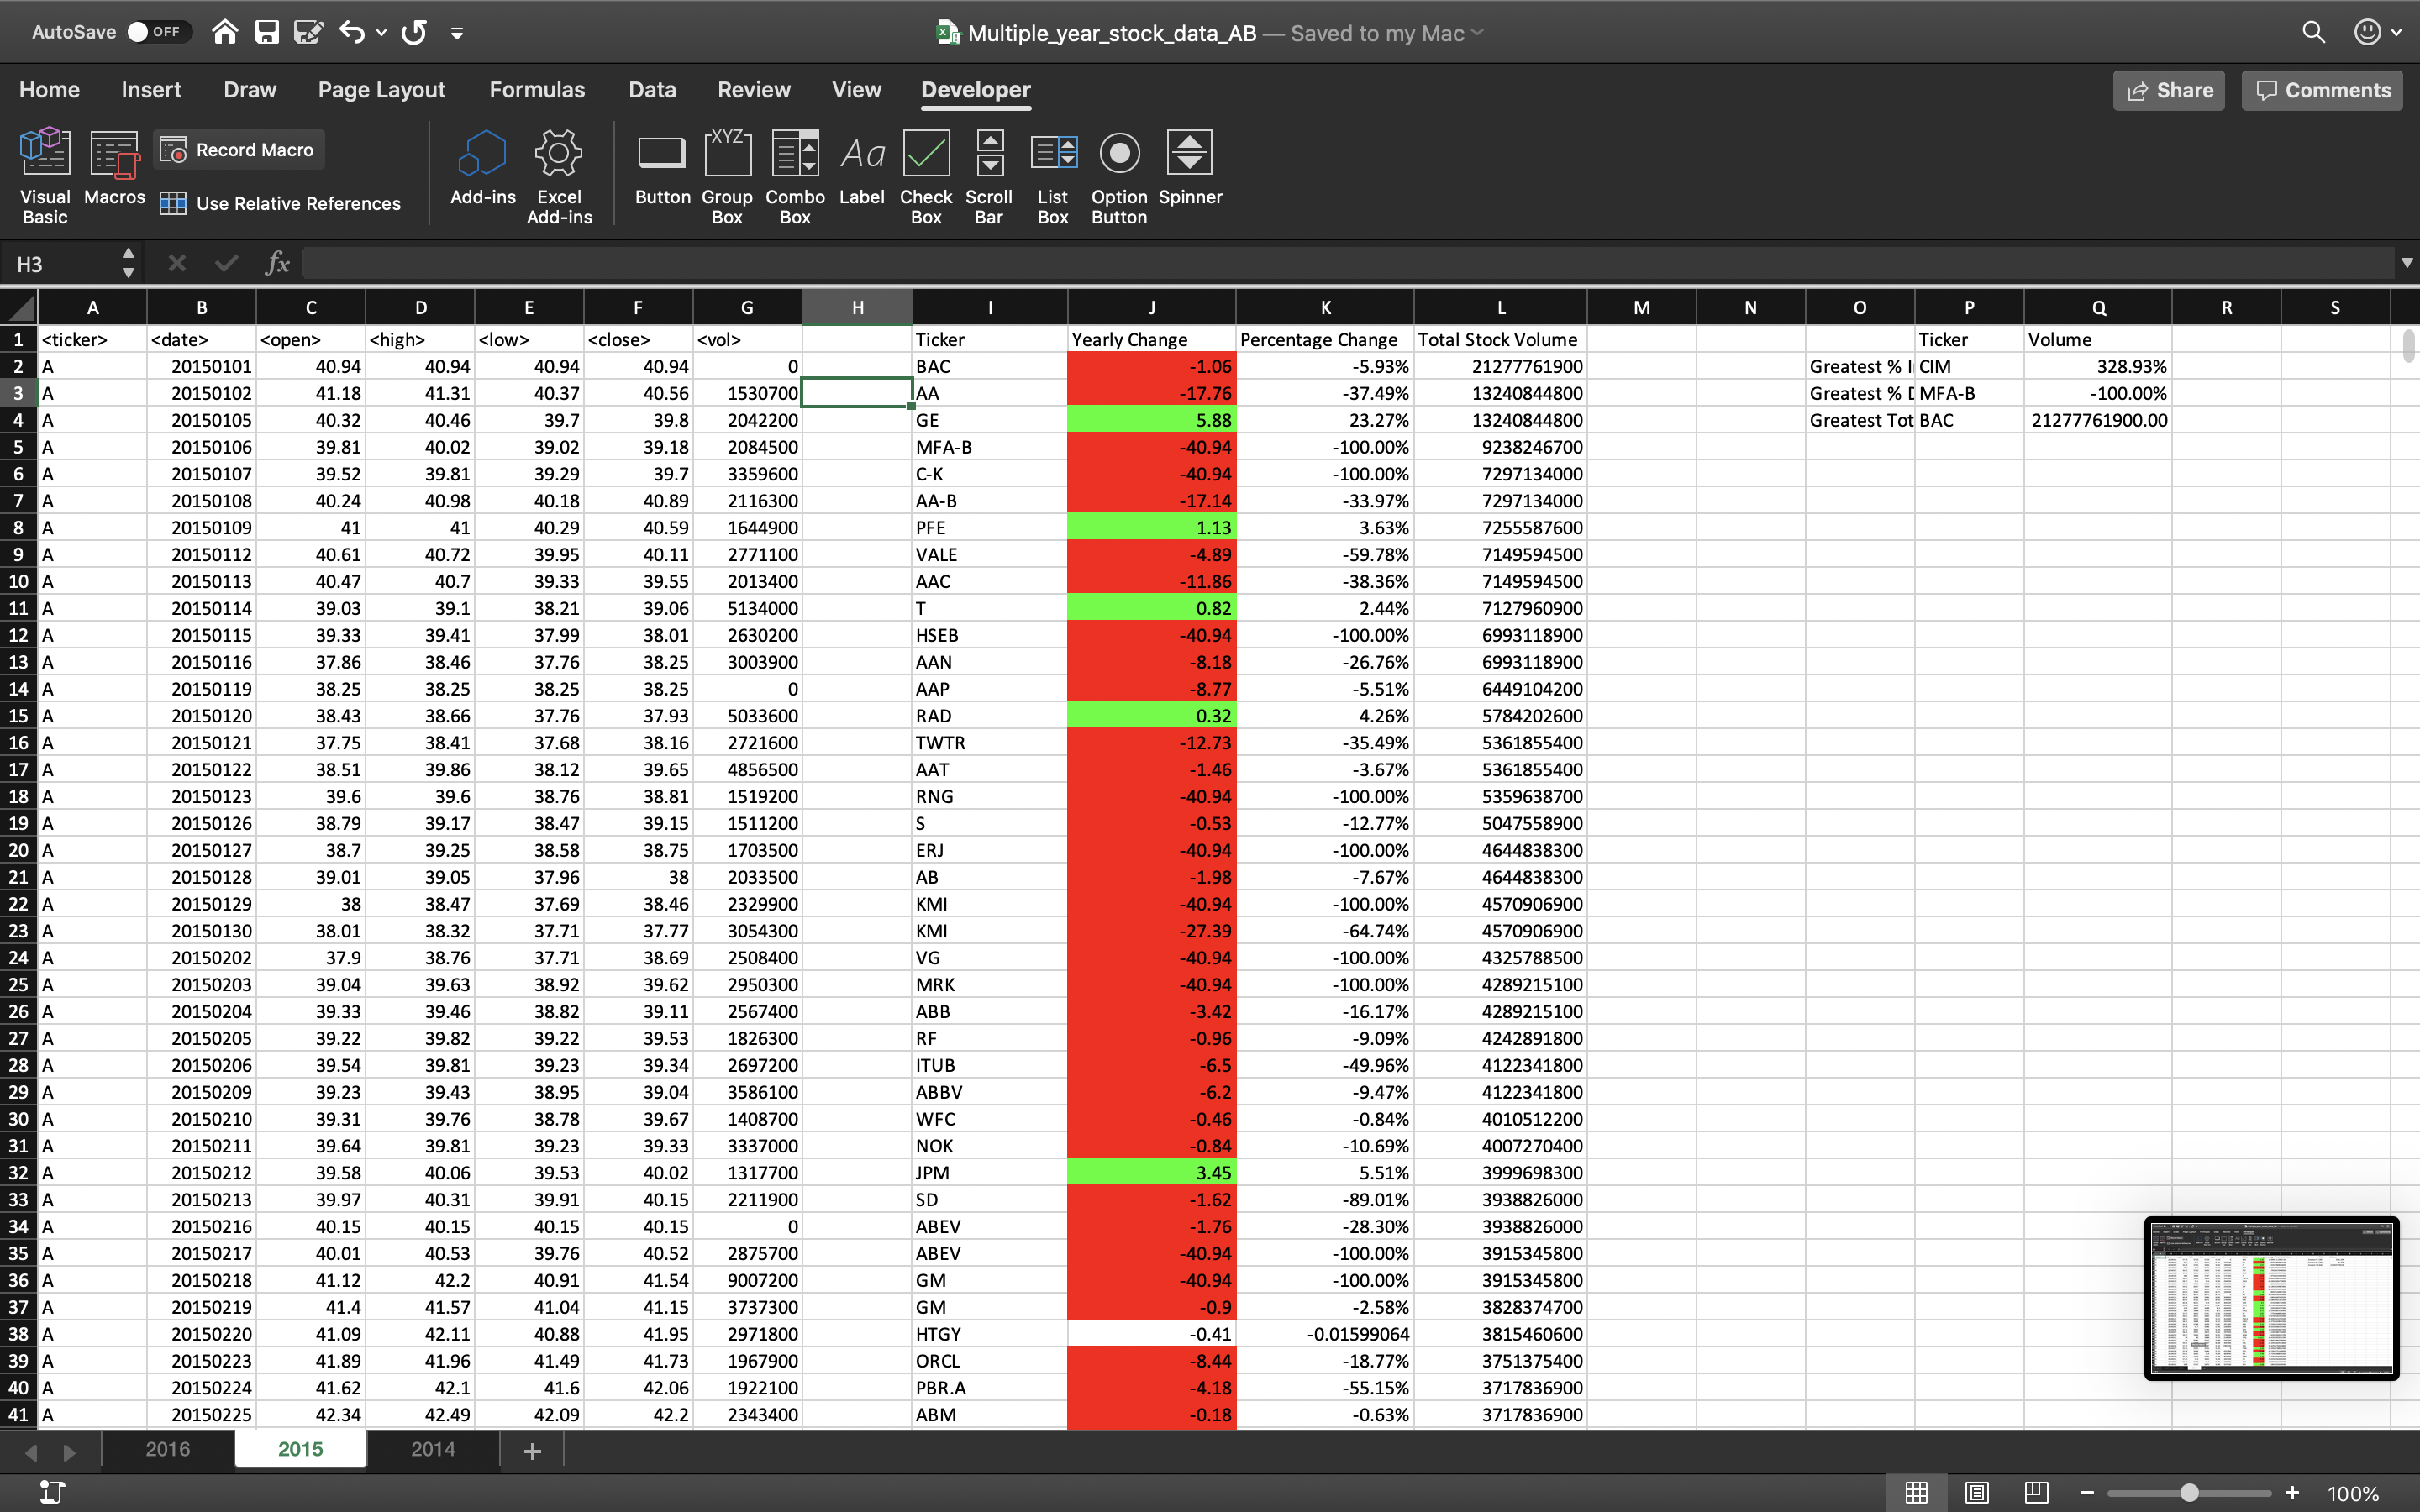 AutoSave OFF Multiple_year_stock_data_AB — Saved to my Mac
Home Insert Draw Page Layout Formulas Data Review View Developer Share Comments
Visual Basic Macros Record Macro Use Relative References Add-ins Excel Add-ins Button Group Box Combo Box Label Check Box Scroll Bar List Box Option Button Spinner
H3 fx
A B C D E F G H I J K L M N O P Q R S
1 <ticker> <date> <open> <high> <low> <close> <vol> Ticker Yearly Change Percentage Change Total Stock Volume Ticker Volume
2 A 20150101 40.94 40.94 40.94 40.94 0 BAC -1.06 -5.93% 21277761900 Greatest % I CIM 328.93%
3 A 20150102 41.18 41.31 40.37 40.56 1530700 AA -17.76 -37.49% 13240844800 Greatest % D MFA-B -100.00%
4 A 20150105 40.32 40.46 39.7 39.8 2042200 GE 5.88 23.27% 13240844800 Greatest Tot BAC 21277761900.00
5 A 20150106 39.81 40.02 39.02 39.18 2084500 MFA-B -40.94 -100.00% 9238246700
6 A 20150107 39.52 39.81 39.29 39.7 3359600 C-K -40.94 -100.00% 7297134000
7 A 20150108 40.24 40.98 40.18 40.89 2116300 AA-B -17.14 -33.97% 7297134000
8 A 20150109 41 41 40.29 40.59 1644900 PFE 1.13 3.63% 7255587600
9 A 20150112 40.61 40.72 39.95 40.11 2771100 VALE -4.89 -59.78% 7149594500
10 A 20150113 40.47 40.7 39.33 39.55 2013400 AAC -11.86 -38.36% 7149594500
11 A 20150114 39.03 39.1 38.21 39.06 5134000 T 0.82 2.44% 7127960900
12 A 20150115 39.33 39.41 37.99 38.01 2630200 HSEB -40.94 -100.00% 6993118900
13 A 20150116 37.86 38.46 37.76 38.25 3003900 AAN -8.18 -26.76% 6993118900
14 A 20150119 38.25 38.25 38.25 38.25 0 AAP -8.77 -5.51% 6449104200
15 A 20150120 38.43 38.66 37.76 37.93 5033600 RAD 0.32 4.26% 5784202600
16 A 20150121 37.75 38.41 37.68 38.16 2721600 TWTR -12.73 -35.49% 5361855400
17 A 20150122 38.51 39.86 38.12 39.65 4856500 AAT -1.46 -3.67% 5361855400
18 A 20150123 39.6 39.6 38.76 38.81 1519200 RNG -40.94 -100.00% 5359638700
19 A 20150126 38.79 39.17 38.47 39.15 1511200 S -0.53 -12.77% 5047558900
20 A 20150127 38.7 39.25 38.58 38.75 1703500 ERJ -40.94 -100.00% 4644838300
21 A 20150128 39.01 39.05 37.96 38 2033500 AB -1.98 -7.67% 4644838300
22 A 20150129 38 38.47 37.69 38.46 2329900 KMI -40.94 -100.00% 4570906900
23 A 20150130 38.01 38.32 37.71 37.77 3054300 KMI -27.39 -64.74% 4570906900
24 A 20150202 37.9 38.76 37.71 38.69 2508400 VG -40.94 -100.00% 4325788500
25 A 20150203 39.04 39.63 38.92 39.62 2950300 MRK -40.94 -100.00% 4289215100
26 A 20150204 39.33 39.46 38.82 39.11 2567400 ABB -3.42 -16.17% 4289215100
27 A 20150205 39.22 39.82 39.22 39.53 1826300 RF -0.96 -9.09% 4242891800
28 A 20150206 39.54 39.81 39.23 39.34 2697200 ITUB -6.5 -49.96% 4122341800
29 A 20150209 39.23 39.43 38.95 39.04 3586100 ABBV -6.2 -9.47% 4122341800
30 A 20150210 39.31 39.76 38.78 39.67 1408700 WFC -0.46 -0.84% 4010512200
31 A 20150211 39.64 39.81 39.23 39.33 3337000 NOK -0.84 -10.69% 4007270400
32 A 20150212 39.58 40.06 39.53 40.02 1317700 JPM 3.45 5.51% 3999698300
33 A 20150213 39.97 40.31 39.91 40.15 2211900 SD -1.62 -89.01% 3938826000
34 A 20150216 40.15 40.15 40.15 40.15 0 ABEV -1.76 -28.30% 3938826000
35 A 20150217 40.01 40.53 39.76 40.52 2875700 ABEV -40.94 -100.00% 3915345800
36 A 20150218 41.12 42.2 40.91 41.54 9007200 GM -40.94 -100.00% 3915345800
37 A 20150219 41.4 41.57 41.04 41.15 3737300 GM -0.9 -2.58% 3828374700
38 A 20150220 41.09 42.11 40.88 41.95 2971800 HTGY -0.41 -0.01599064 3815460600
39 A 20150223 41.89 41.96 41.49 41.73 1967900 ORCL -8.44 -18.77% 3751375400
40 A 20150224 41.62 42.1 41.6 42.06 1922100 PBR.A -4.18 -55.15% 3717836900
41 A 20150225 42.34 42.49 42.09 42.2 2343400 ABM -0.18 -0.63% 3717836900
2016 2015 2014 +
100%